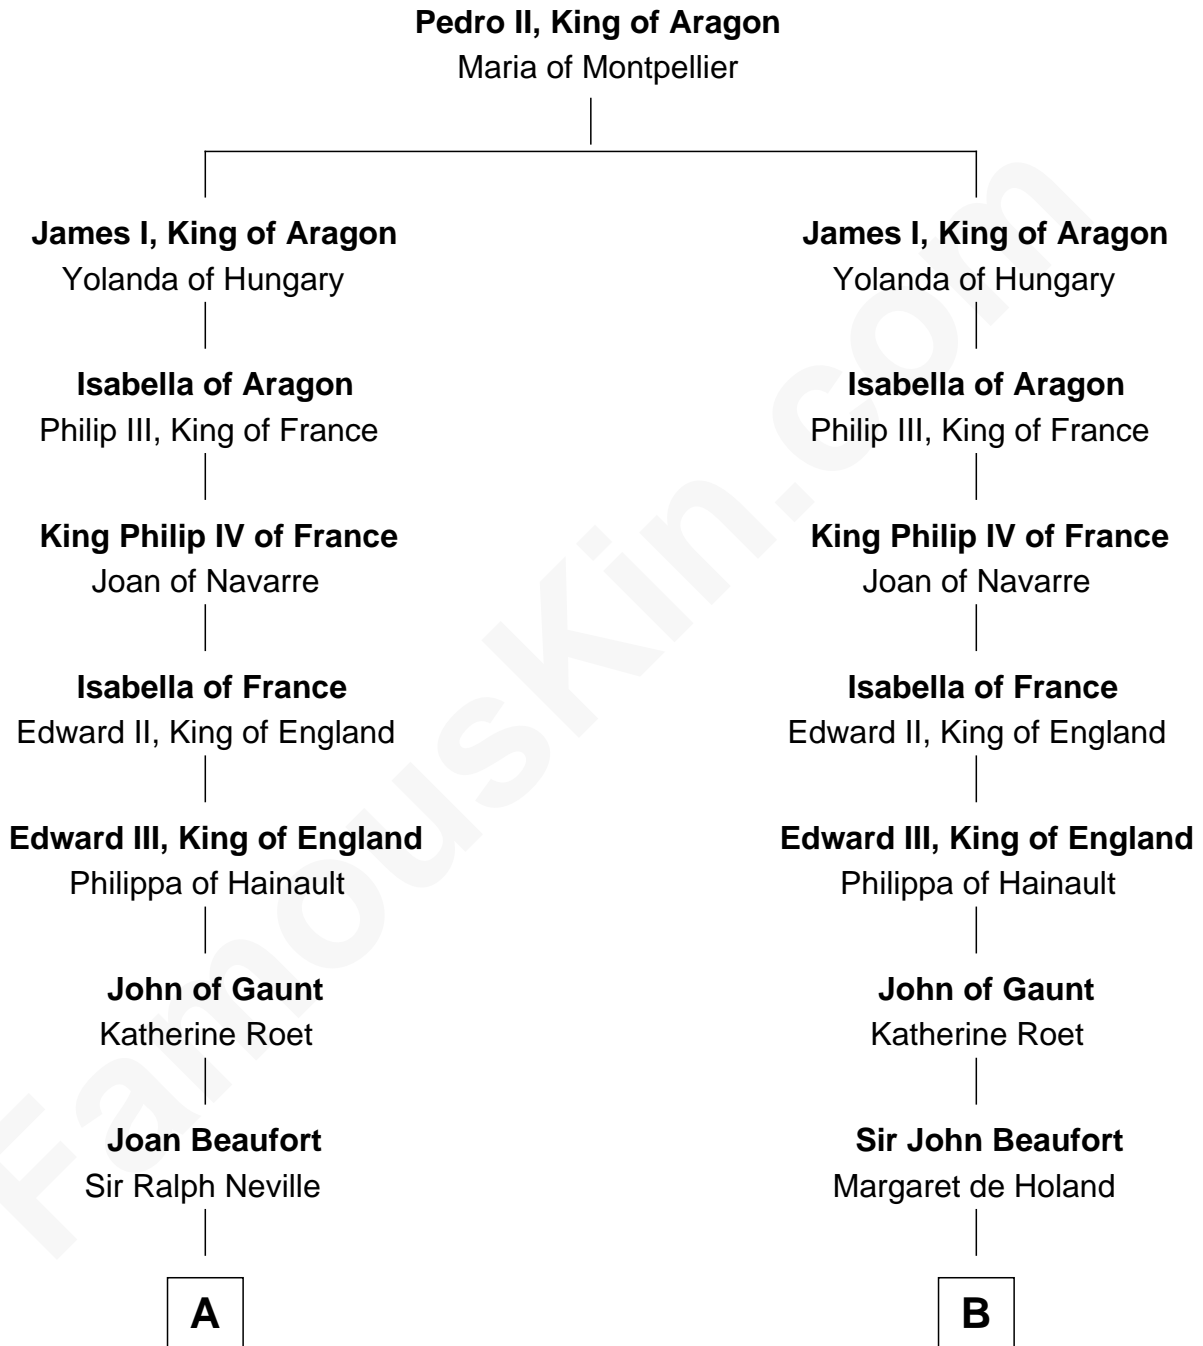 Pedro II, King of Aragon
Maria of Montpellier
James I, King of Aragon
Yolanda of Hungary
James I, King of Aragon
Yolanda of Hungary
Isabella of Aragon
Philip III, King of France
Isabella of Aragon
Philip III, King of France
King Philip IV of France
Joan of Navarre
King Philip IV of France
Joan of Navarre
Isabella of France
Edward II, King of England
Isabella of France
Edward II, King of England
Edward III, King of England
Philippa of Hainault
Edward III, King of England
Philippa of Hainault
John of Gaunt
Katherine Roet
John of Gaunt
Katherine Roet
Joan Beaufort
Sir Ralph Neville
Sir John Beaufort
Margaret de Holand
A
B
FamousKin.com